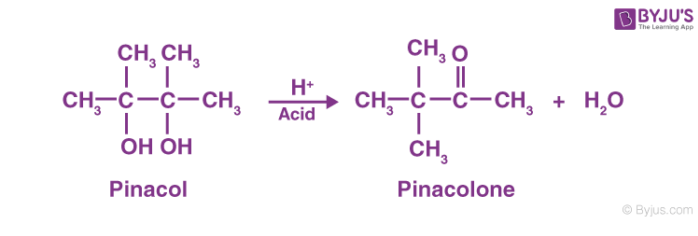 BYJU'S
The Learning App
CH₃ CH₃
CH₃—C—C—CH₃
OH OH
H⁺
Acid
CH₃ O
CH₃—C—C—CH₃ + H₂O
CH₃
Pinacol
Pinacolone
© Byjus.com